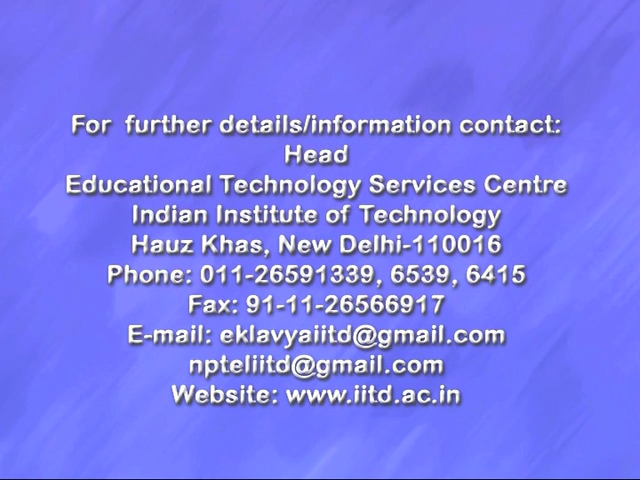 For further details/information contact:
Head
Educational Technology Services Centre
Indian Institute of Technology
Hauz Khas, New Delhi-110016
Phone: 011-26591339, 6539, 6415
Fax: 91-11-26566917
E-mail: eklavyaiitd@gmail.com
npteliitd@gmail.com
Website: www.iitd.ac.in